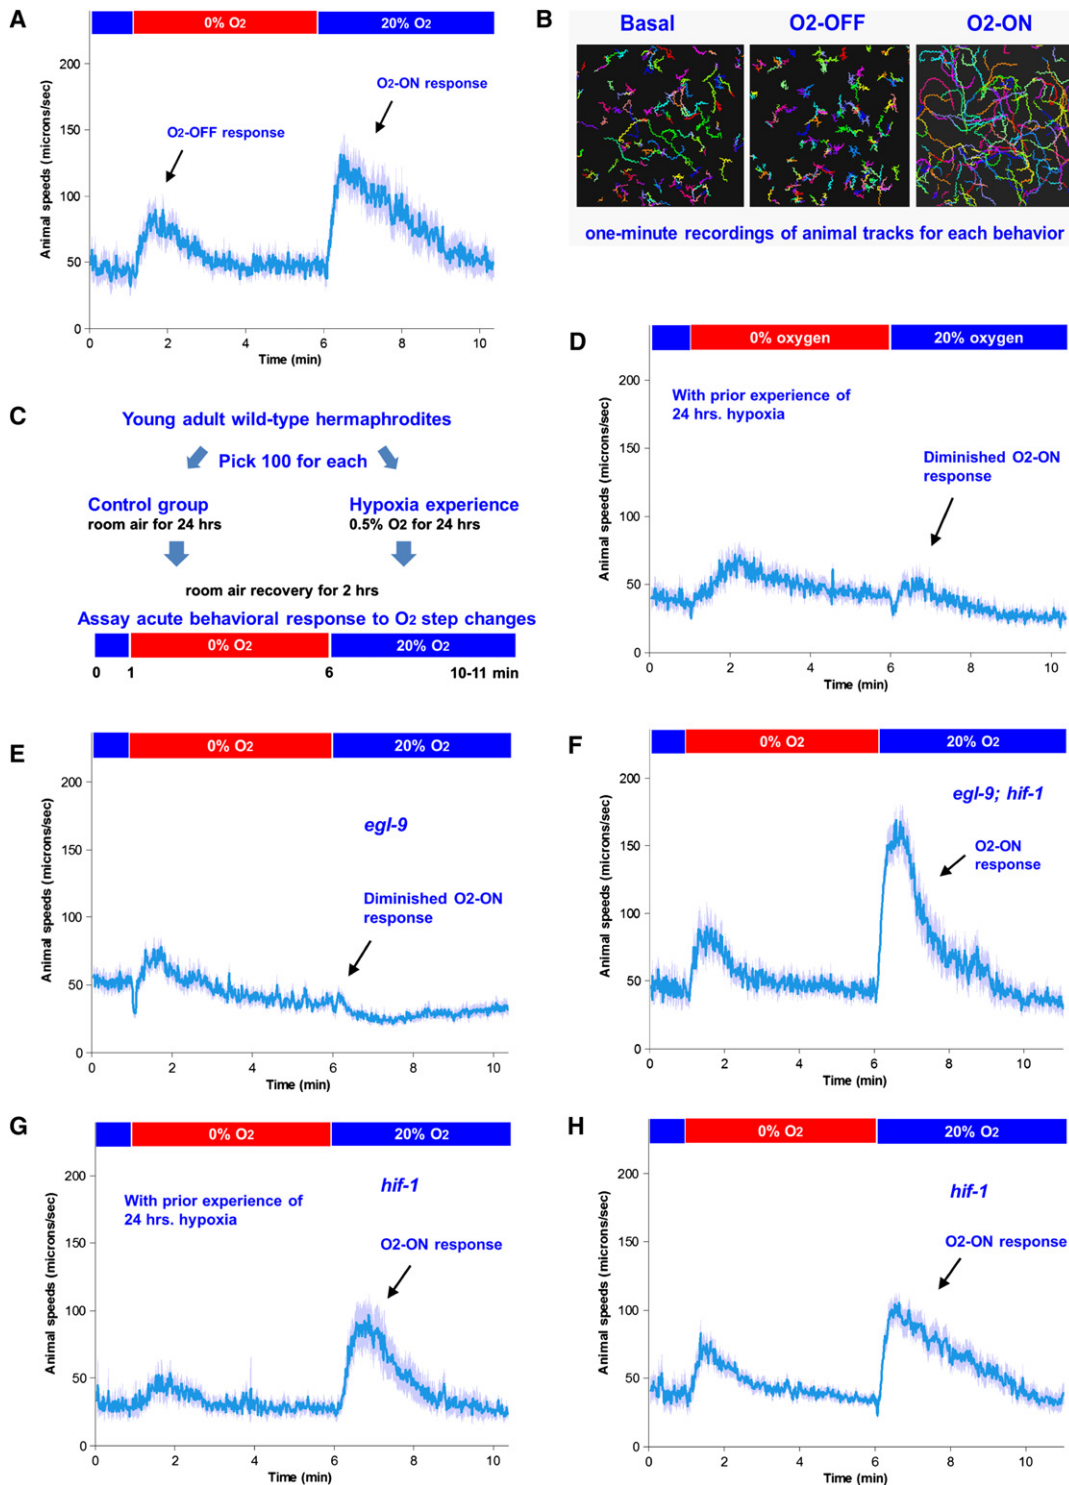 A
0% O2
20% O2
200
150
100
50
0
Animal speeds (microns/sec)
O2-OFF response
O2-ON response
0 2 4 6 8 10
Time (min)
B
Basal O2-OFF O2-ON
one-minute recordings of animal tracks for each behavior
C
Young adult wild-type hermaphrodites
Pick 100 for each
Control group
room air for 24 hrs
Hypoxia experience
0.5% O2 for 24 hrs
room air recovery for 2 hrs
Assay acute behavioral response to O2 step changes
0% O2
20% O2
0 1 6 10-11 min
D
0% oxygen
20% oxygen
200
150
100
50
0
Animal speeds (microns/sec)
With prior experience of
24 hrs. hypoxia
Diminished O2-ON
response
0 2 4 6 8 10
Time (min)
E
0% O2
20% O2
200
150
100
50
0
Animal speeds (microns/sec)
egl-9
Diminished O2-ON
response
0 2 4 6 8 10
Time (min)
F
0% O2
20% O2
200
150
100
50
0
Animal speeds (microns/sec)
egl-9; hif-1
O2-ON
response
0 2 4 6 8 10
Time (min)
G
0% O2
20% O2
200
150
100
50
0
Animal speeds (microns/sec)
hif-1
With prior experience of
24 hrs. hypoxia
O2-ON response
0 2 4 6 8 10
Time (min)
H
0% O2
20% O2
200
150
100
50
0
Animal speeds (microns/sec)
hif-1
O2-ON response
0 2 4 6 8 10
Time (min)